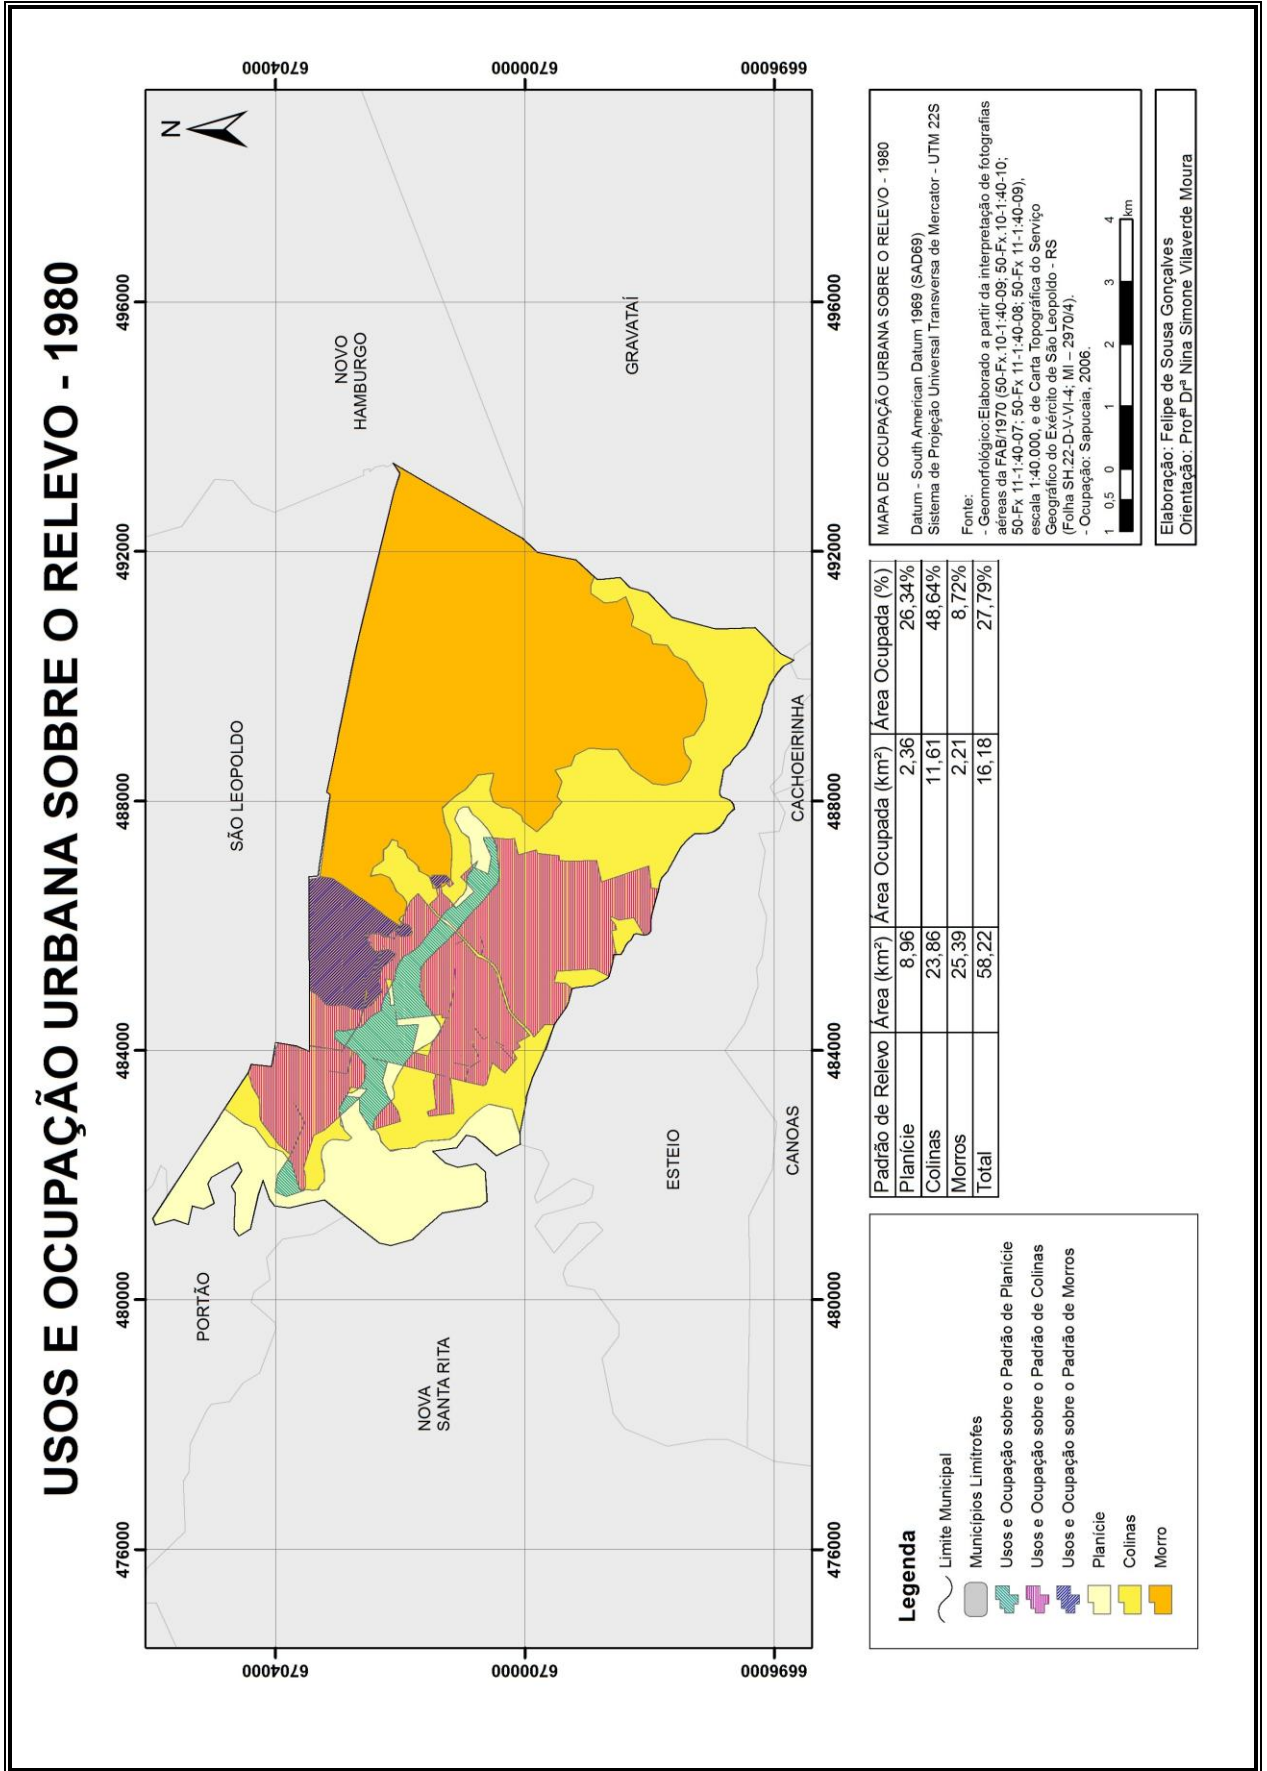 USOS E OCUPAÇÃO URBANA SOBRE O RELEVO - 1980
476000
480000
484000
488000
492000
496000
6704000
6704000
N
PORTÃO
SÃO LEOPOLDO
NOVO
HAMBURGO
NOVA
SANTA RITA
6700000
6700000
ESTEIO
GRAVATAÍ
CANOAS
CACHOEIRINHA
6696000
6696000
476000
480000
484000
488000
492000
496000
Legenda
Limite Municipal
Municípios Limítrofes
Usos e Ocupação sobre o Padrão de Planície
Usos e Ocupação sobre o Padrão de Colinas
Usos e Ocupação sobre o Padrão de Morros
Planície
Colinas
Morro
Padrão de Relevo Área (km²) Área Ocupada (km²) Área Ocupada (%)
Planície 8,96 2,36 26,34%
Colinas 23,86 11,61 48,64%
Morros 25,39 2,21 8,72%
Total 58,22 16,18 27,79%
MAPA DE OCUPAÇÃO URBANA SOBRE O RELEVO - 1980
Datum - South American Datum 1969 (SAD69)
Sistema de Projeção Universal Transversa de Mercator - UTM 22S
Fonte:
- Geomorfológico:Elaborado a partir da interpretação de fotografias
aéreas da FAB/1970 (50-Fx.10-1:40-09; 50-Fx.10-1:40-10;
50-Fx 11-1:40-07; 50-Fx 11-1:40-08; 50-Fx 11-1:40-09),
escala 1:40.000, e de Carta Topográfica do Serviço
Geográfico do Exército de São Leopoldo - RS
(Folha SH.22-D-V-VI-4; MI – 2970/4).
- Ocupação: Sapucaia, 2006.
1 0,5 0 1 2 3 4
km
Elaboração: Felipe de Sousa Gonçalves
Orientação: Profª Drª Nina Simone Vilaverde Moura